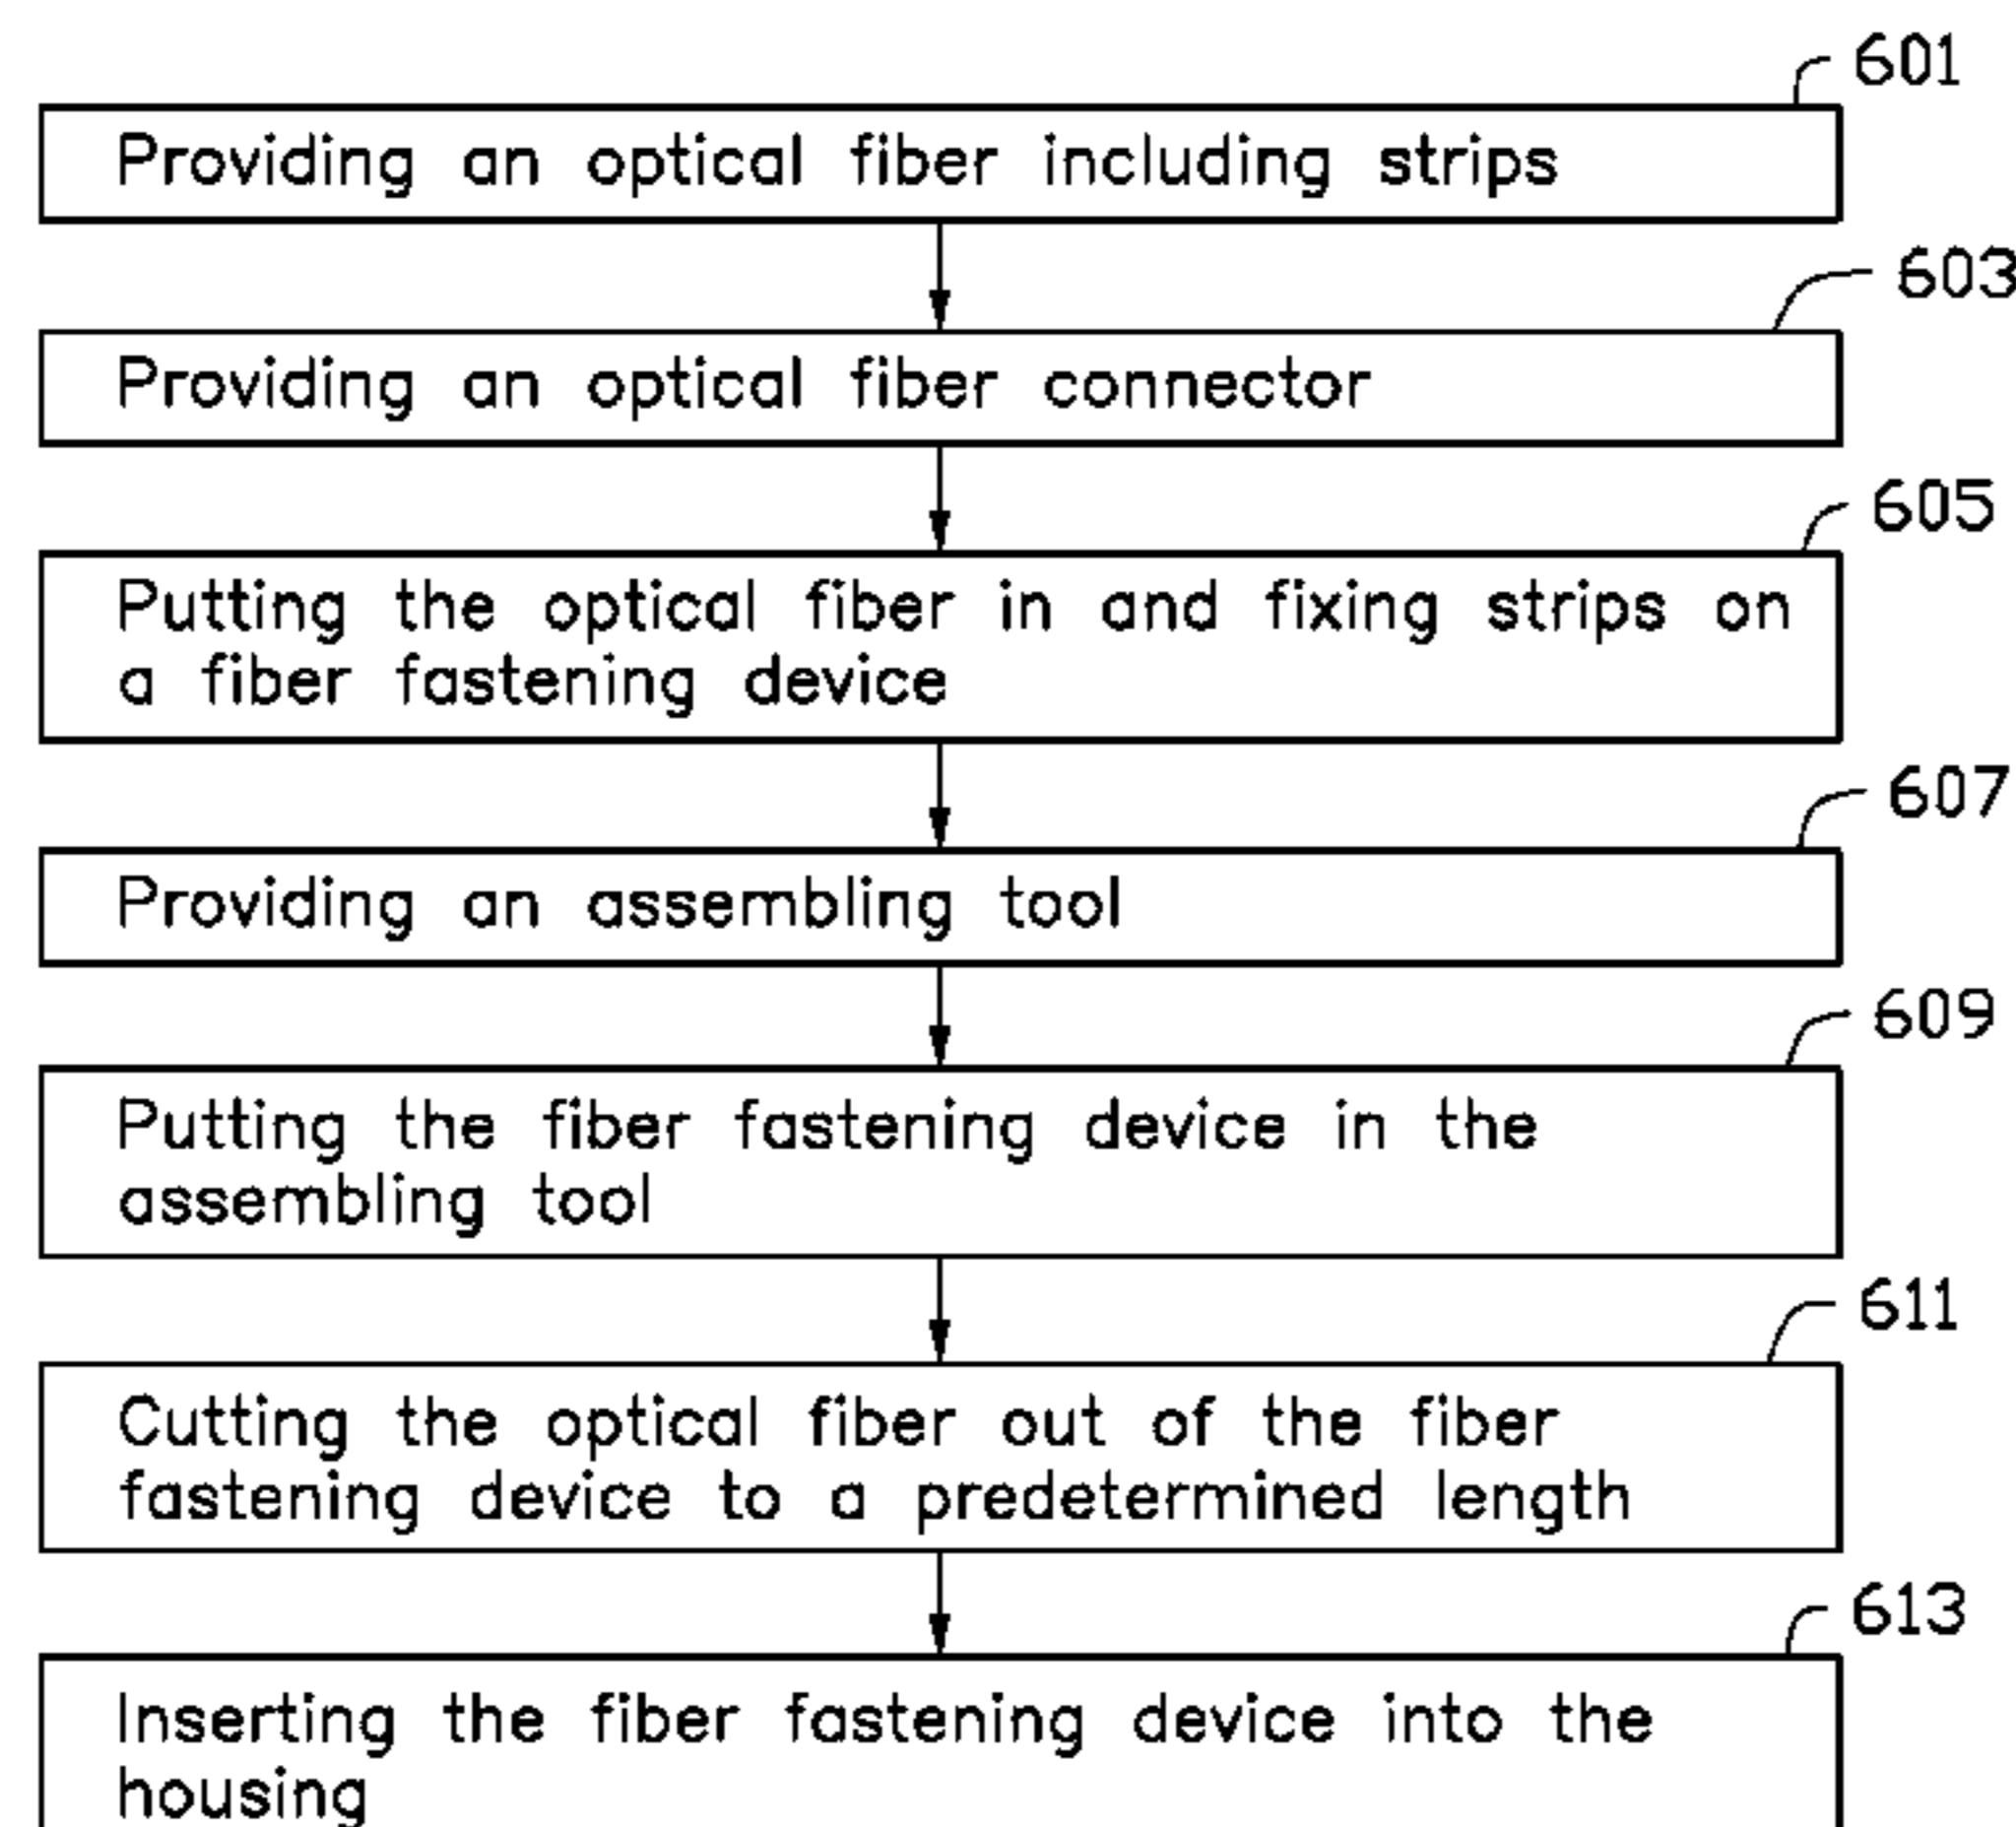 601
Providing an optical fiber including strips
603
Providing an optical fiber connector
605
Putting the optical fiber in and fixing strips on
a fiber fastening device
607
Providing an assembling tool
609
Putting the fiber fastening device in the
assembling tool
611
Cutting the optical fiber out of the fiber
fastening device to a predetermined length
613
Inserting the fiber fastening device into the
housing